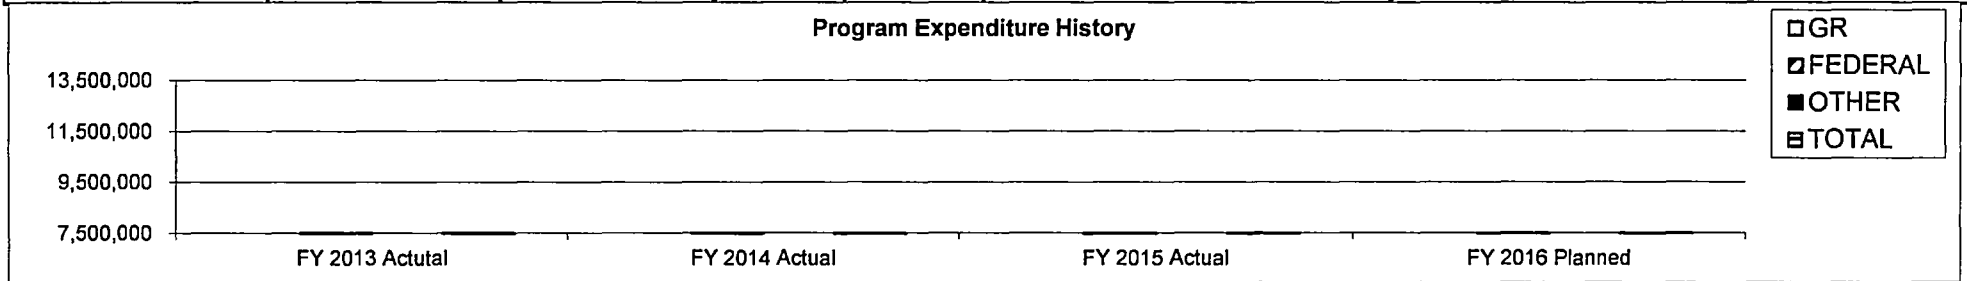 Program Expenditure History
GR
FEDERAL
OTHER
TOTAL
13,500,000
11,500,000
9,500,000
7,500,000
FY 2013 Actutal
FY 2014 Actual
FY 2015 Actual
FY 2016 Planned